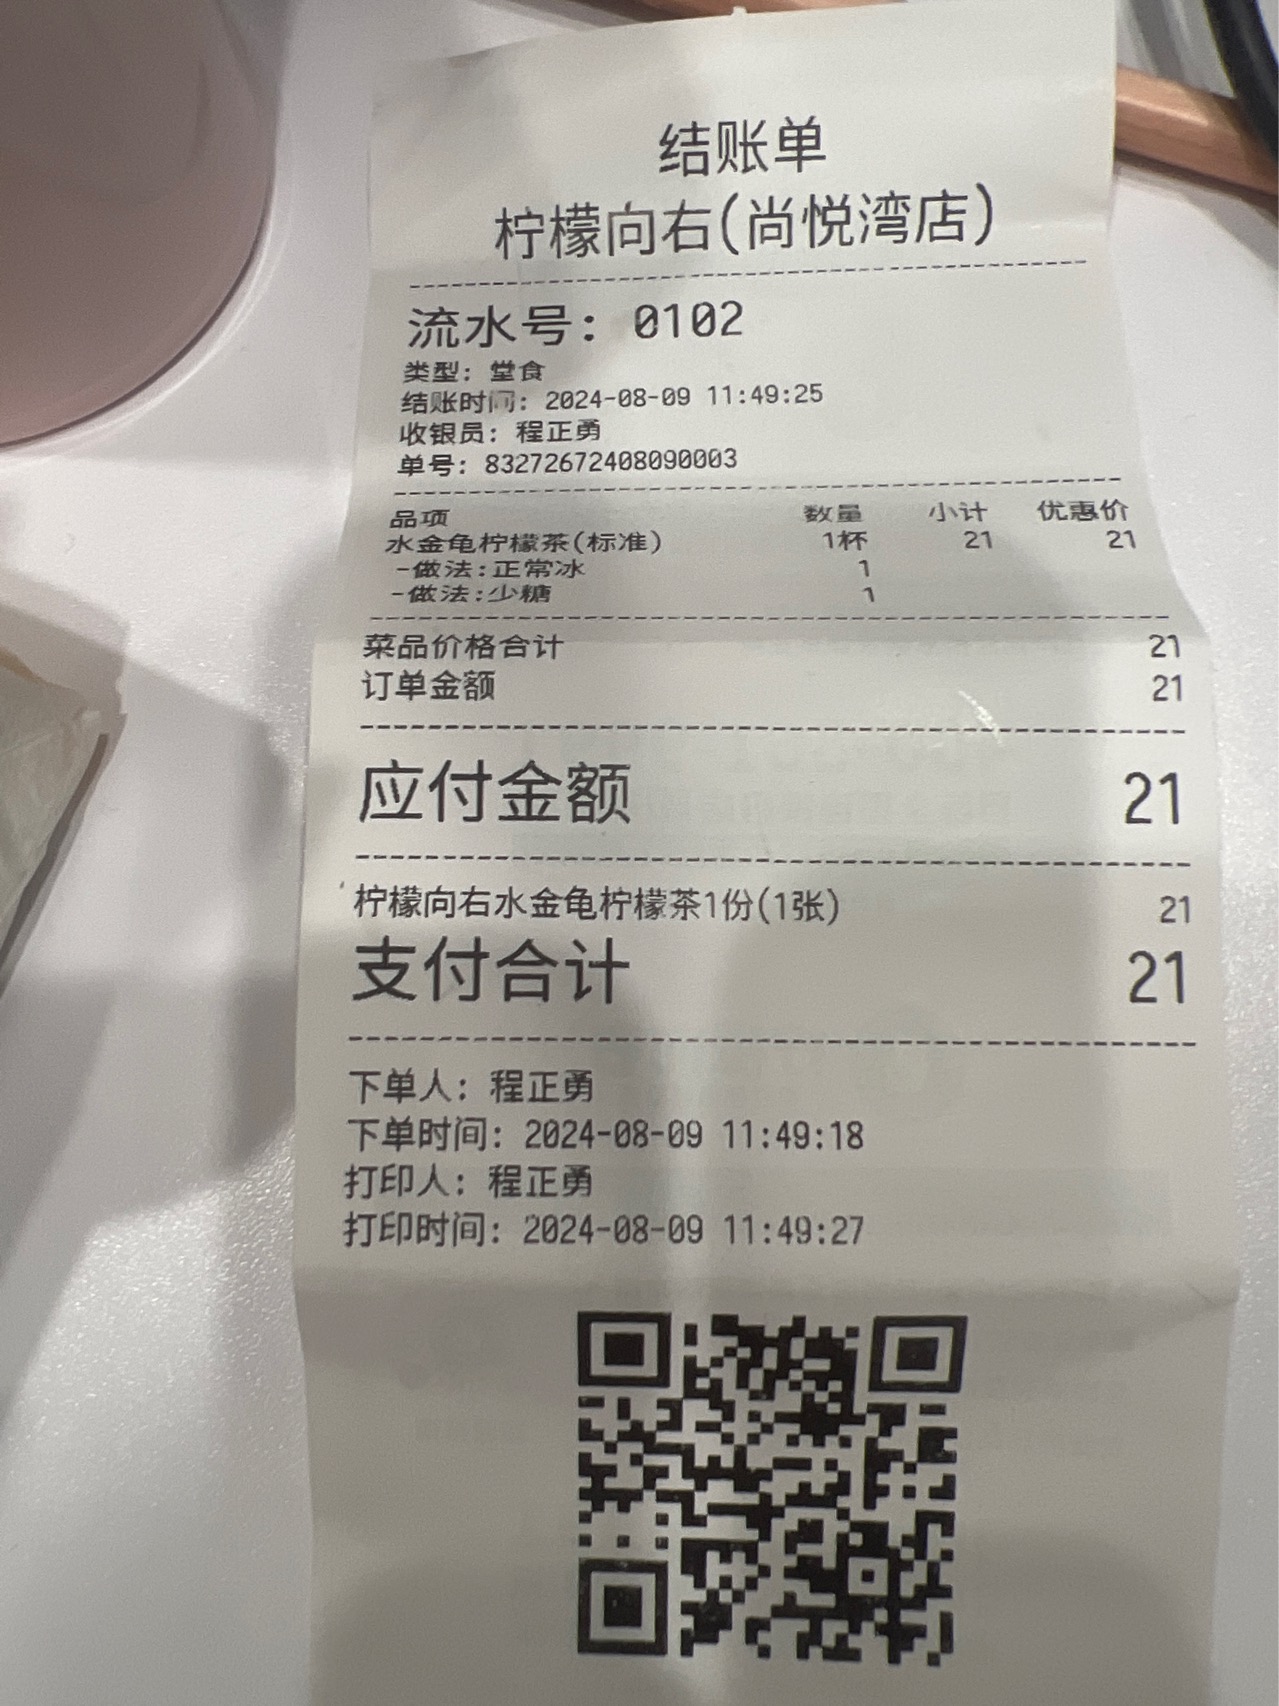 结账单
柠檬向右(尚悦湾店)
流水号: 0102
类型: 堂食
结账时间: 2024-08-09 11:49:25
收银员: 程正勇
单号: 83272672408090003
品项 数量 小计 优惠价
水金龟柠檬茶(标准) 1杯 21 21
-做法:正常冰 1
-做法:少糖 1
菜品价格合计 21
订单金额 21
应付金额 21
柠檬向右水金龟柠檬茶1份(1张) 21
支付合计 21
下单人: 程正勇
下单时间: 2024-08-09 11:49:18
打印人: 程正勇
打印时间: 2024-08-09 11:49:27